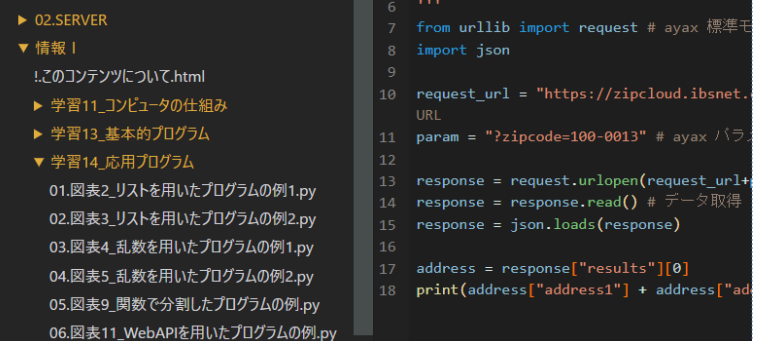 ▶ 02.SERVER
▼ 情報Ⅰ
!.このコンテンツについて.html
▶ 学習11_コンピュータの仕組み
▶ 学習13_基本的プログラム
▼ 学習14_応用プログラム
01.図表2_リストを用いたプログラムの例1.py
02.図表3_リストを用いたプログラムの例2.py
03.図表4_乱数を用いたプログラムの例1.py
04.図表5_乱数を用いたプログラムの例2.py
05.図表9_関数で分割したプログラムの例.py
06.図表11_WebAPIを用いたプログラムの例.py
6 '''
7 from urllib import request # ayax 標準モ
8 import json
9
10 request_url = "https://zipcloud.ibsnet.
URL
11 param = "?zipcode=100-0013" # ayax パラ
12
13 response = request.urlopen(request_url+
14 response = response.read() # データ取得
15 response = json.loads(response)
16
17 address = response["results"][0]
18 print(address["address1"] + address["ad